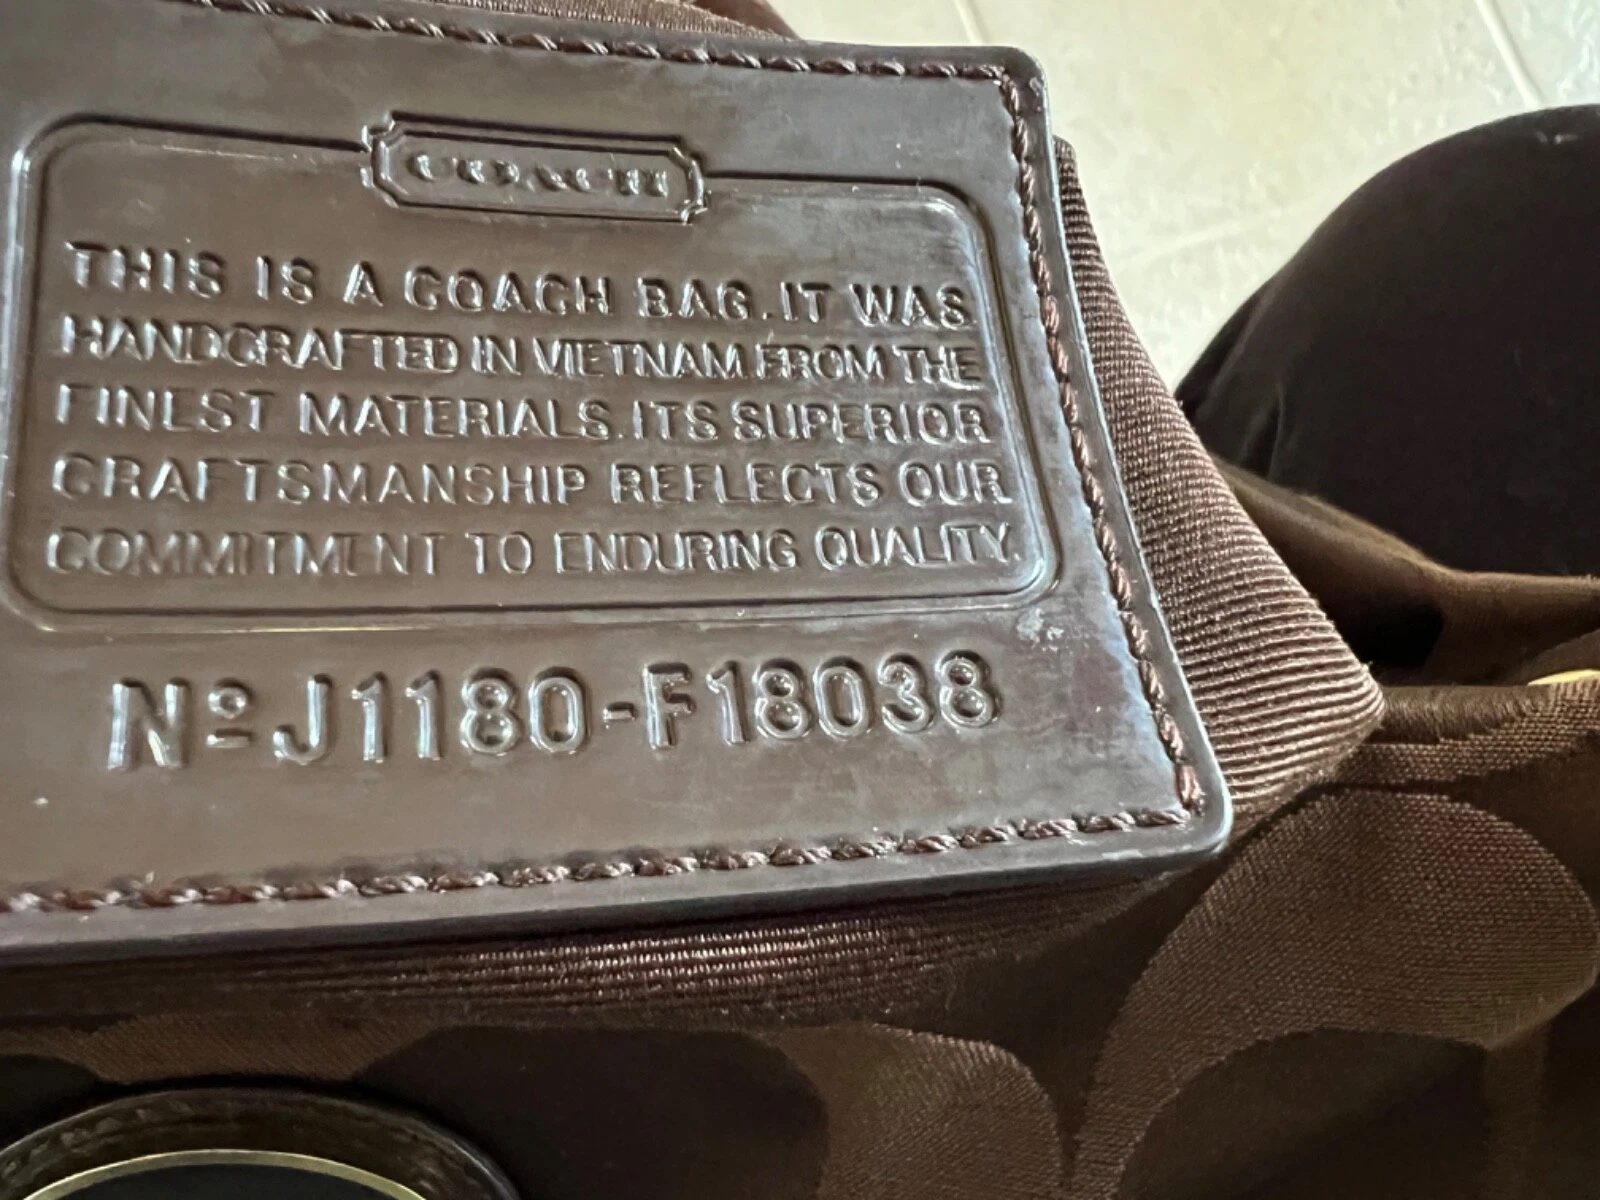 COACH
THIS IS A COACH BAG. IT WAS
HANDCRAFTED IN VIETNAM FROM THE
FINEST MATERIALS. ITS SUPERIOR
CRAFTSMANSHIP REFLECTS OUR
COMMITMENT TO ENDURING QUALITY.
Nº J1180-F18038